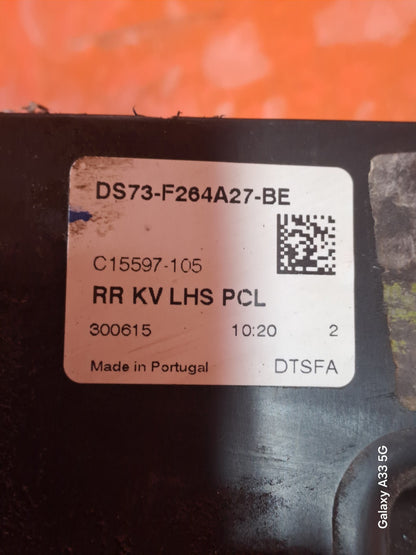 DS73-F264A27-BE
C15597-105
RR KV LHS PCL
300615 10:20 2
Made in Portugal DTSFA
Galaxy A33 5G